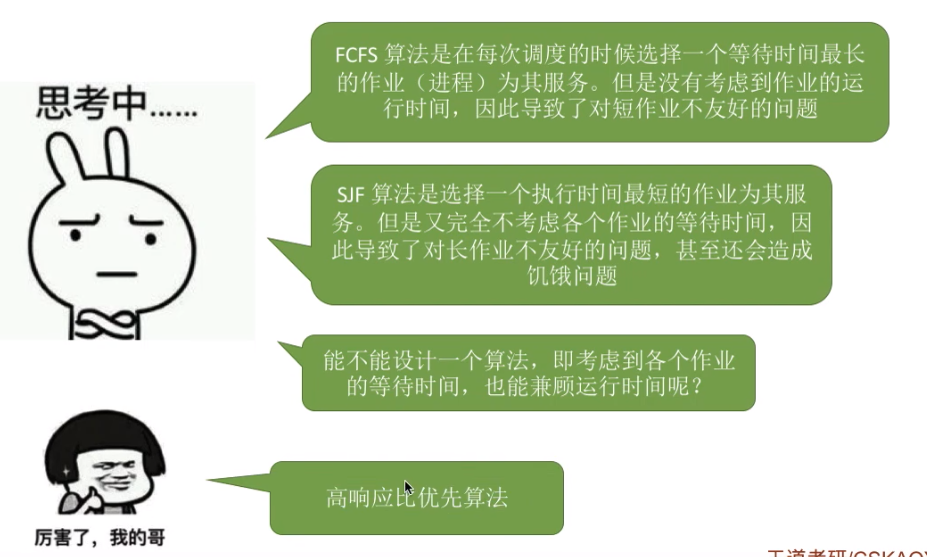 思考中……
FCFS 算法是在每次调度的时候选择一个等待时间最长
的作业（进程）为其服务。但是没有考虑到作业的运
行时间，因此导致了对短作业不友好的问题
SJF 算法是选择一个执行时间最短的作业为其服
务。但是又完全不考虑各个作业的等待时间，因
此导致了对长作业不友好的问题，甚至还会造成
饥饿问题
能不能设计一个算法，即考虑到各个作业
的等待时间，也能兼顾运行时间呢？
高响应比优先算法
厉害了，我的哥